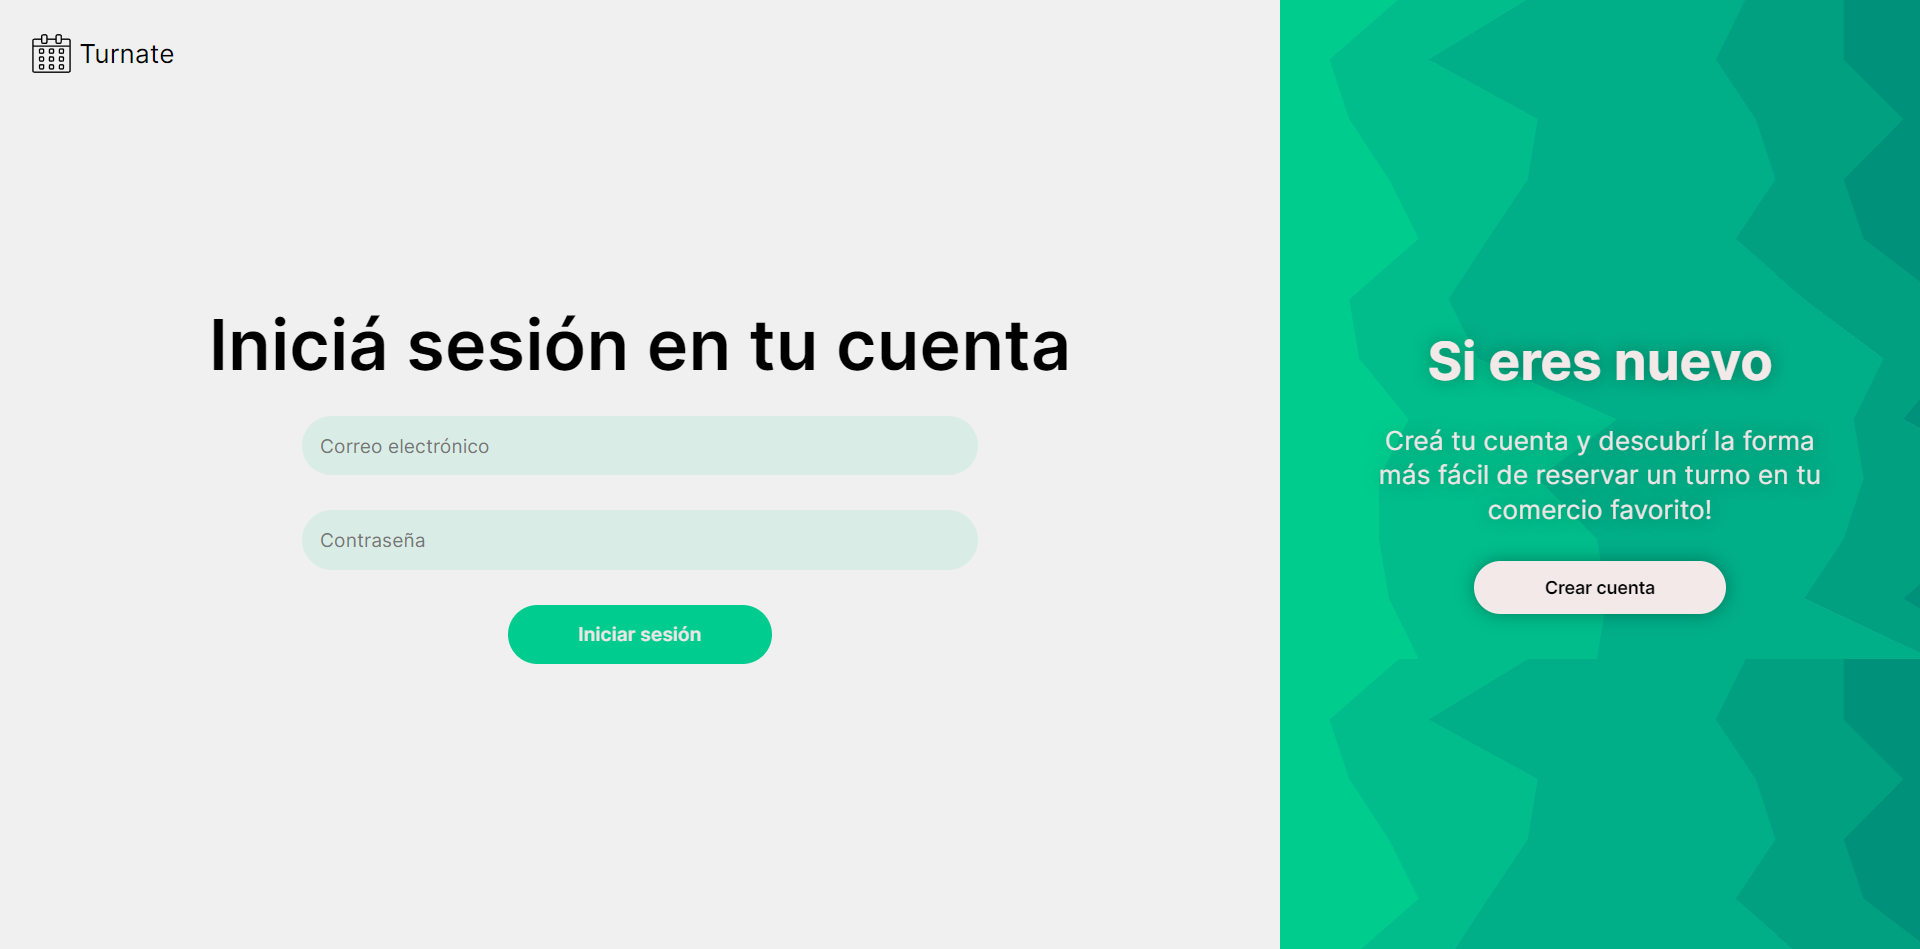 Turnate
Iniciá sesión en tu cuenta
Correo electrónico
Contraseña
Iniciar sesión
Si eres nuevo
Creá tu cuenta y descubrí la forma
más fácil de reservar un turno en tu
comercio favorito!
Crear cuenta